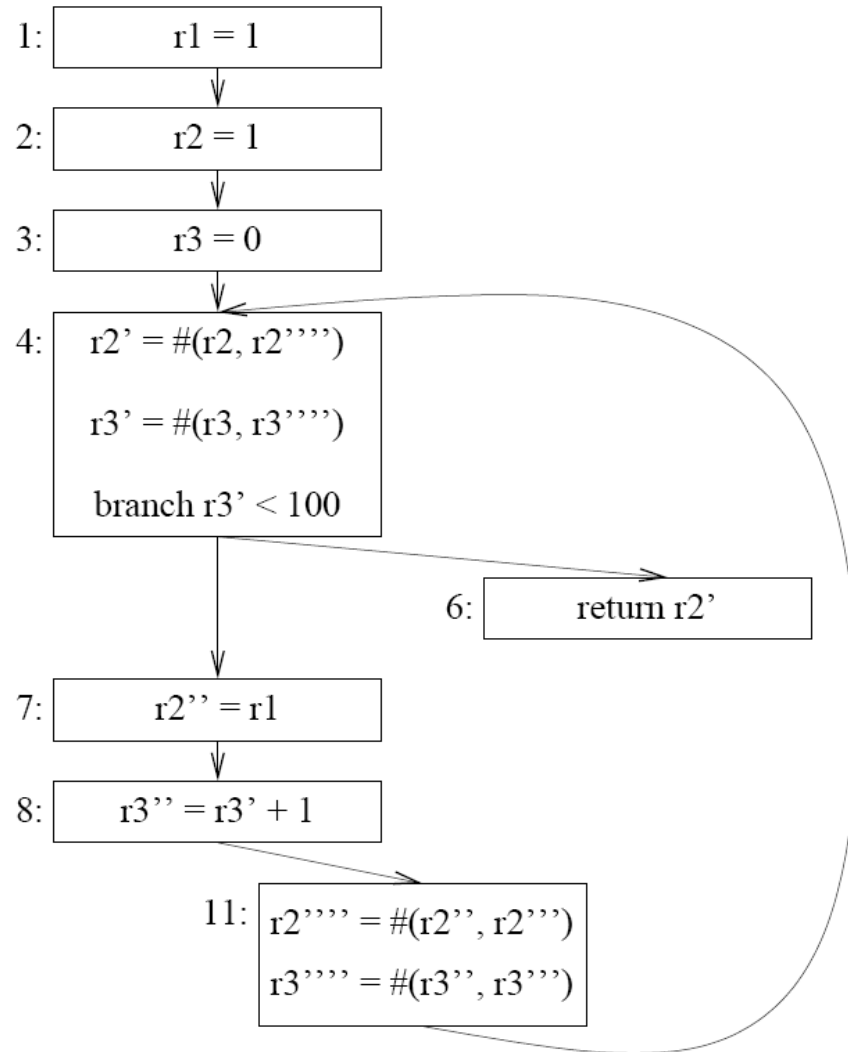 1: r1 = 1
2: r2 = 1
3: r3 = 0
4: r2’ = #(r2, r2’’’’)
r3’ = #(r3, r3’’’’)
branch r3’ < 100
6: return r2’
7: r2’’ = r1
8: r3’’ = r3’ + 1
11: r2’’’’ = #(r2’’, r2’’’)
r3’’’’ = #(r3’’, r3’’’)